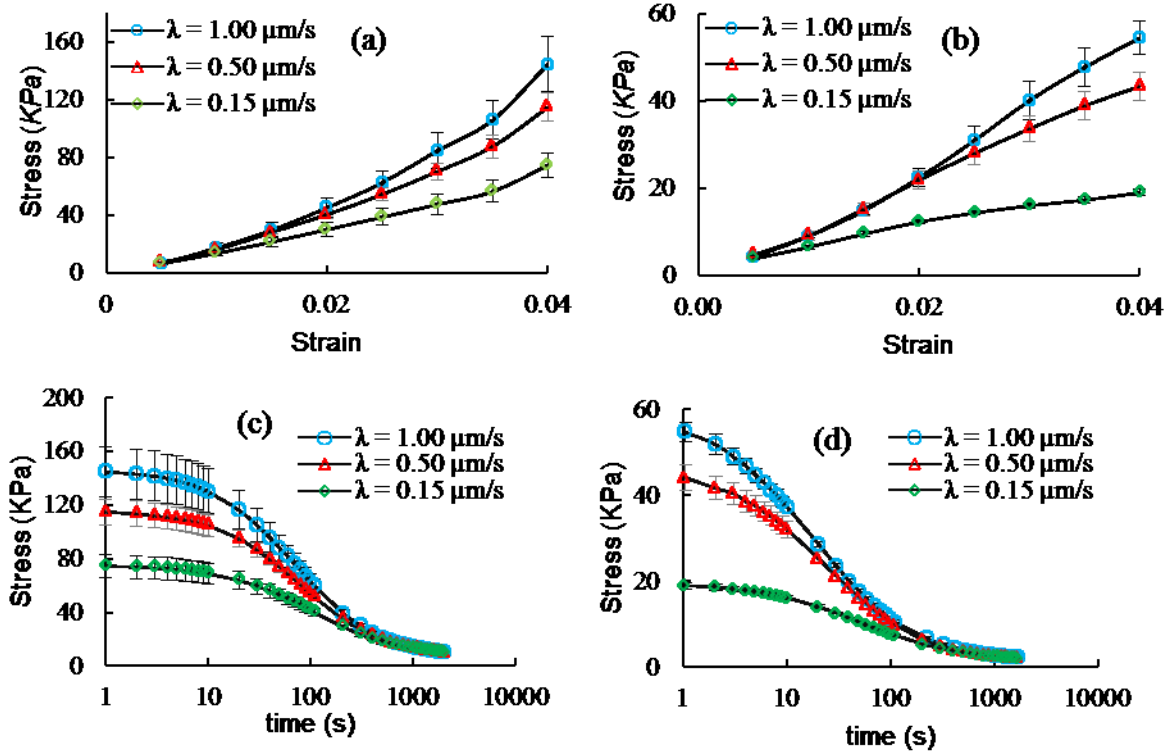 (a)
λ = 1.00 μm/s
λ = 0.50 μm/s
λ = 0.15 μm/s
Stress (KPa)
160
120
80
40
0
0
0.02
0.04
Strain
(b)
λ = 1.00 μm/s
λ = 0.50 μm/s
λ = 0.15 μm/s
Stress (KPa)
60
40
20
0
0.00
0.02
0.04
Strain
(c)
λ = 1.00 μm/s
λ = 0.50 μm/s
λ = 0.15 μm/s
Stress (KPa)
200
160
120
80
40
0
1
10
100
1000
10000
time (s)
(d)
λ = 1.00 μm/s
λ = 0.50 μm/s
λ = 0.15 μm/s
Stress (KPa)
60
40
20
0
1
10
100
1000
10000
time (s)